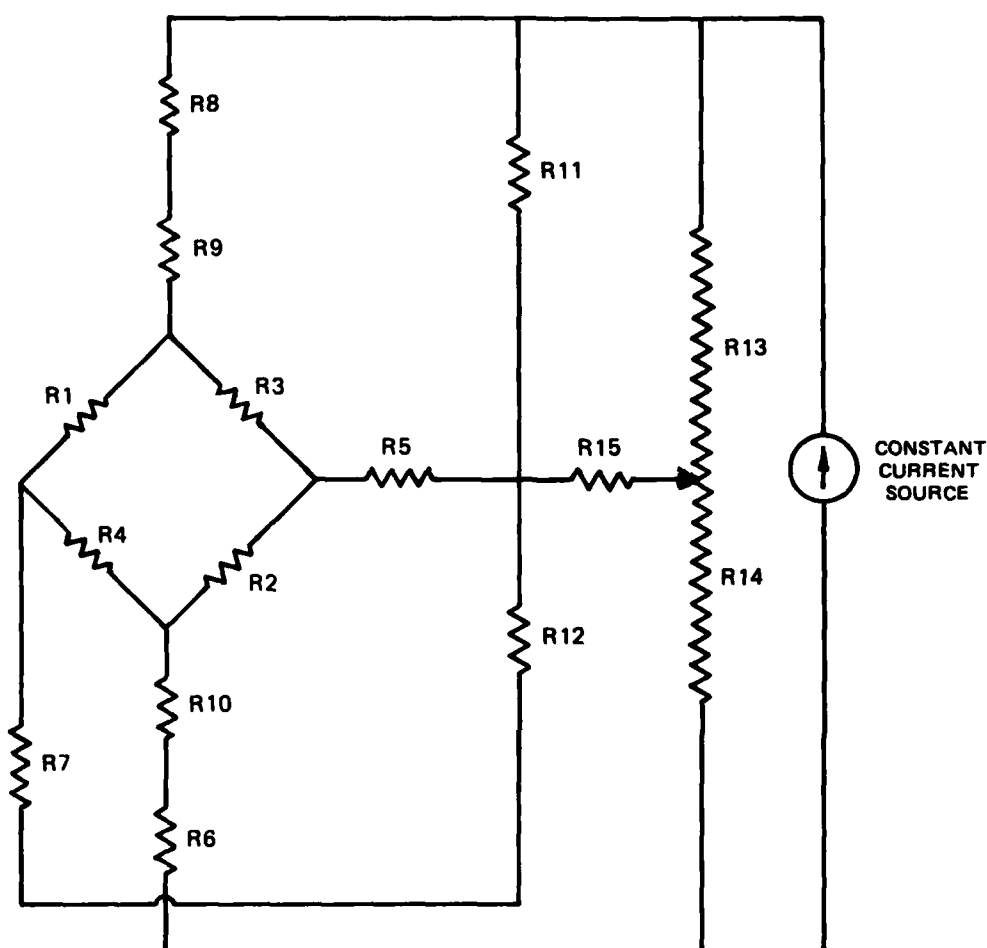 R8
R11
R9
R13
R1
R3
R5
R15
CONSTANT
CURRENT
SOURCE
R4
R2
R14
R12
R10
R7
R6